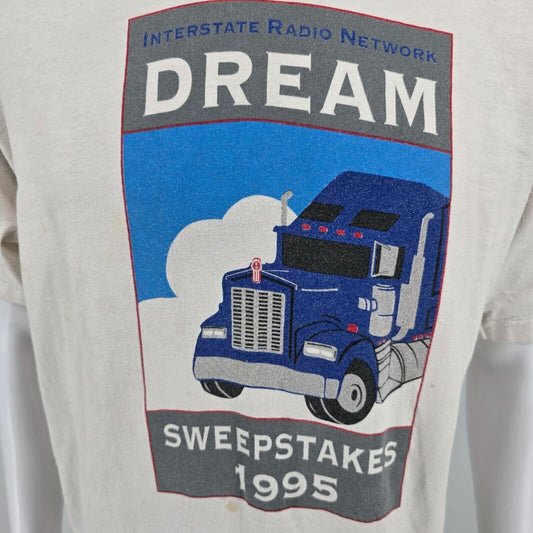 Interstate Radio Network
DREAM
SWEEPSTAKES
1995